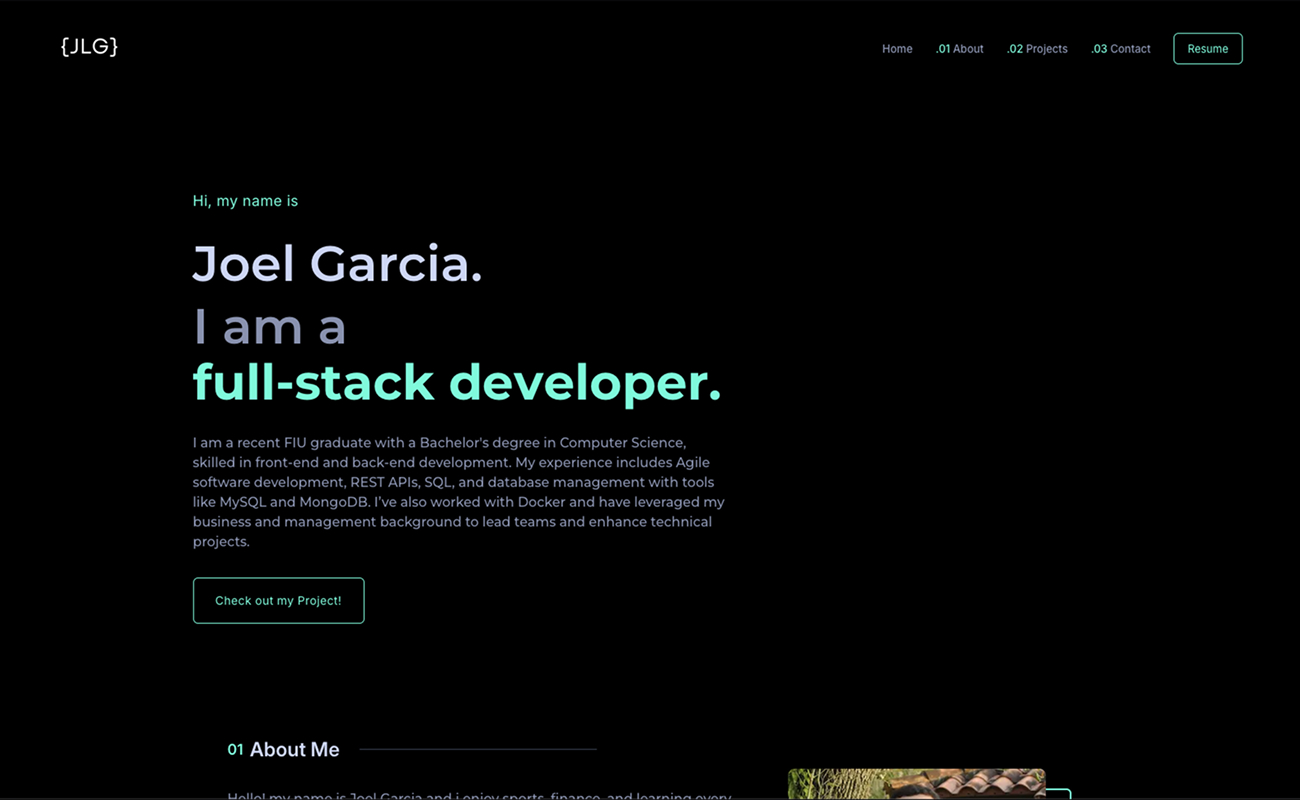 {JLG}
Home .01 About .02 Projects .03 Contact Resume
Hi, my name is
Joel Garcia.
I am a
full-stack developer.
I am a recent FIU graduate with a Bachelor's degree in Computer Science,
skilled in front-end and back-end development. My experience includes Agile
software development, REST APIs, SQL, and database management with tools
like MySQL and MongoDB. I’ve also worked with Docker and have leveraged my
business and management background to lead teams and enhance technical
projects.
Check out my Project!
01 About Me
Hello! my name is Joel Garcia and i enjoy sports, finance, and learning every